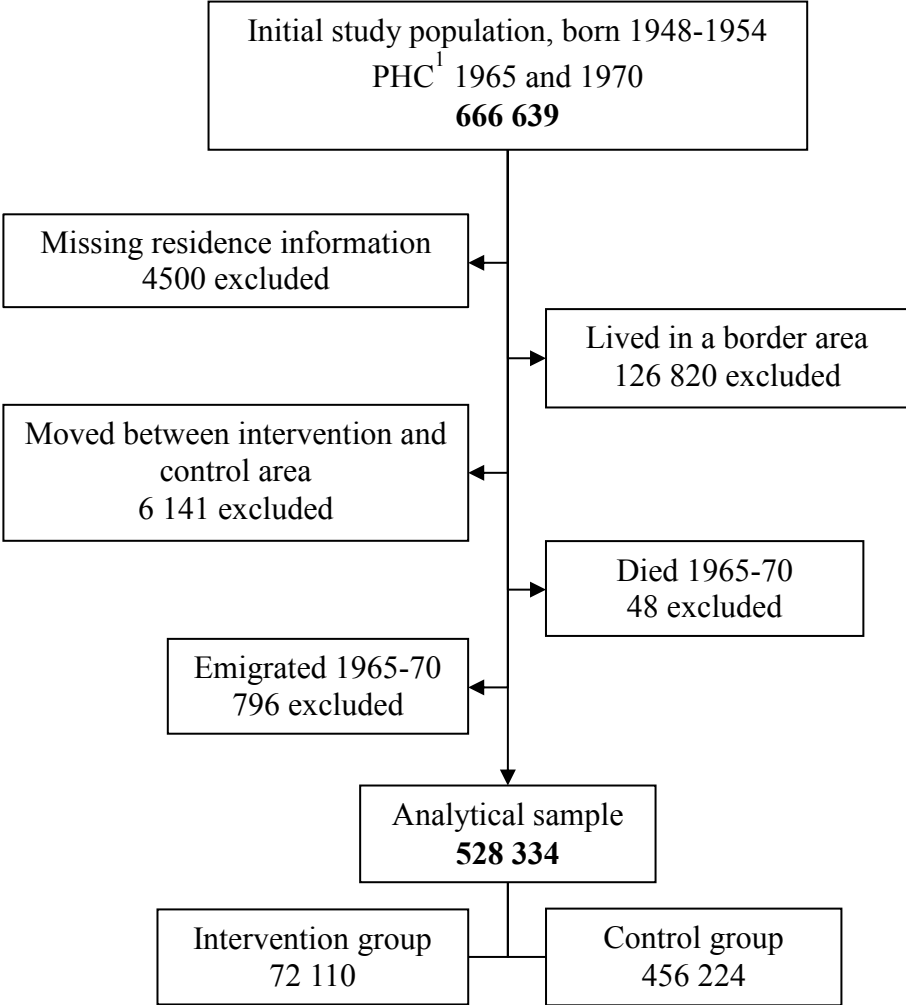 Initial study population, born 1948-1954
PHC¹ 1965 and 1970
666 639
Missing residence information
4500 excluded
Lived in a border area
126 820 excluded
Moved between intervention and
control area
6 141 excluded
Died 1965-70
48 excluded
Emigrated 1965-70
796 excluded
Analytical sample
528 334
Intervention group
72 110
Control group
456 224